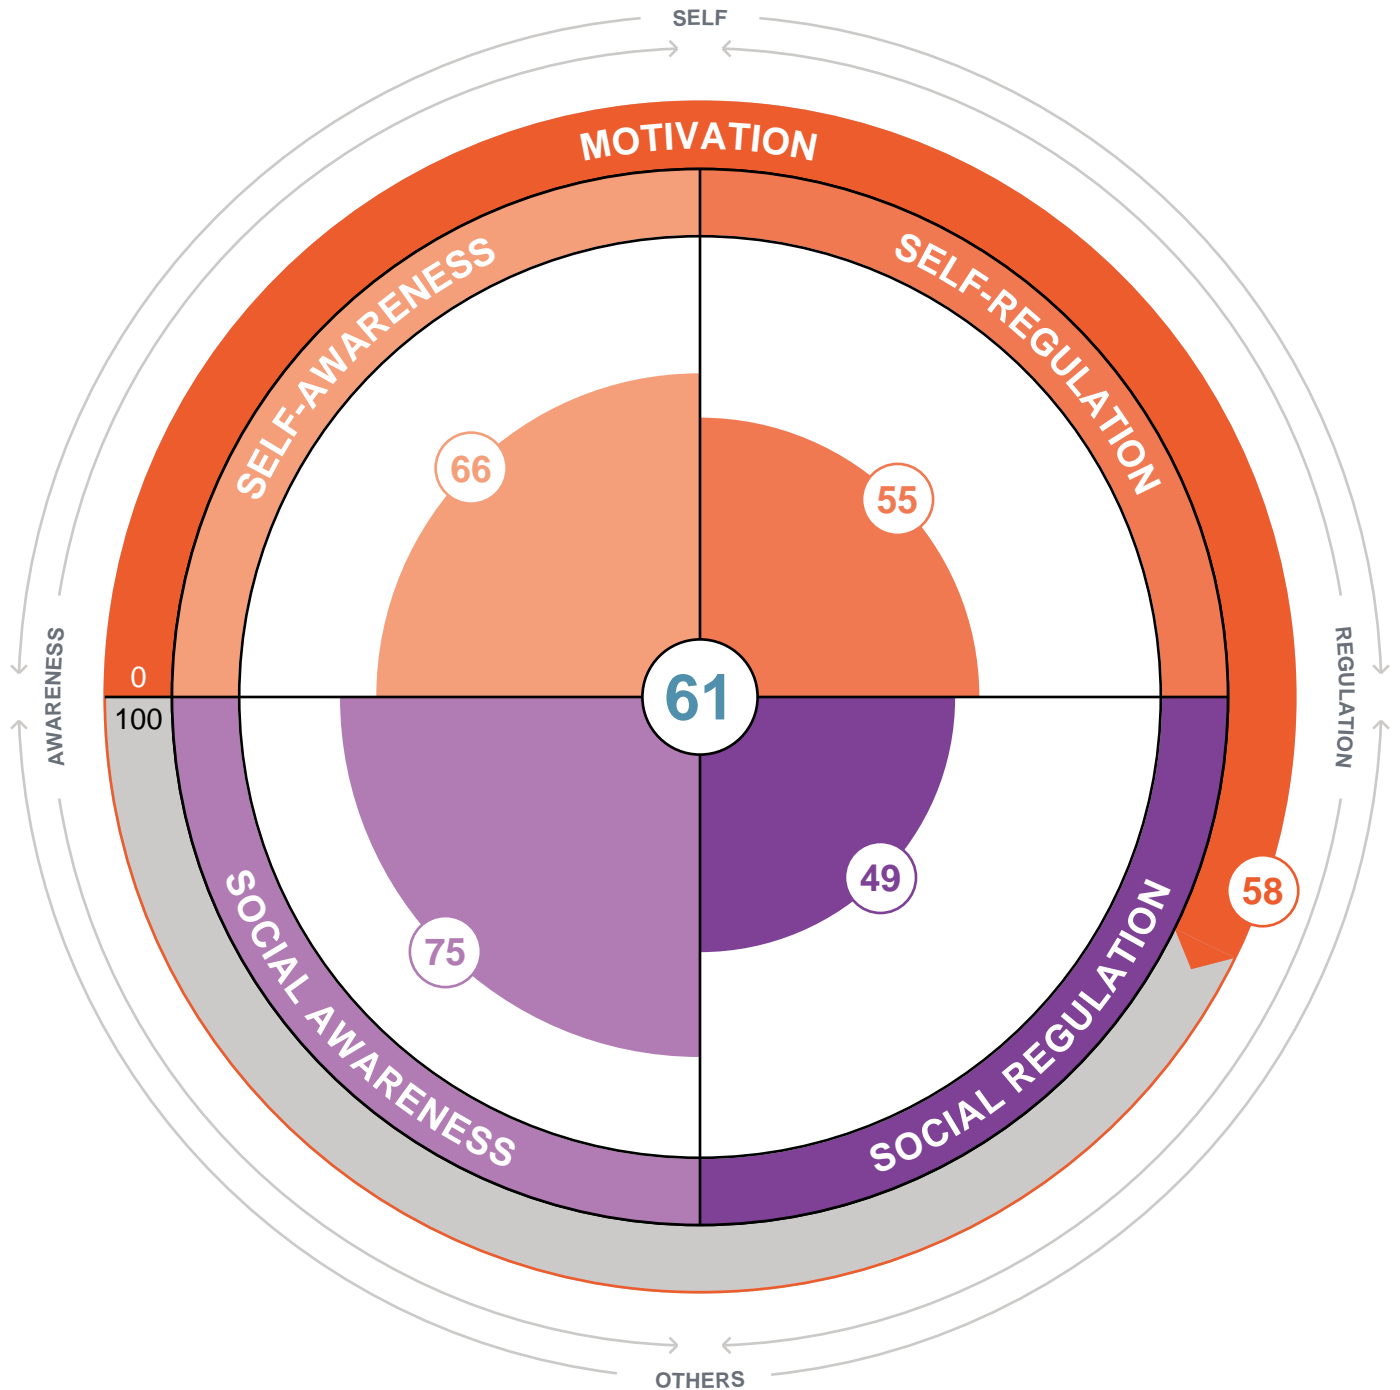 SELF
MOTIVATION
SELF-AWARENESS
SELF-REGULATION
66
55
AWARENESS
0
100
61
REGULATION
75
49
58
SOCIAL AWARENESS
SOCIAL REGULATION
OTHERS